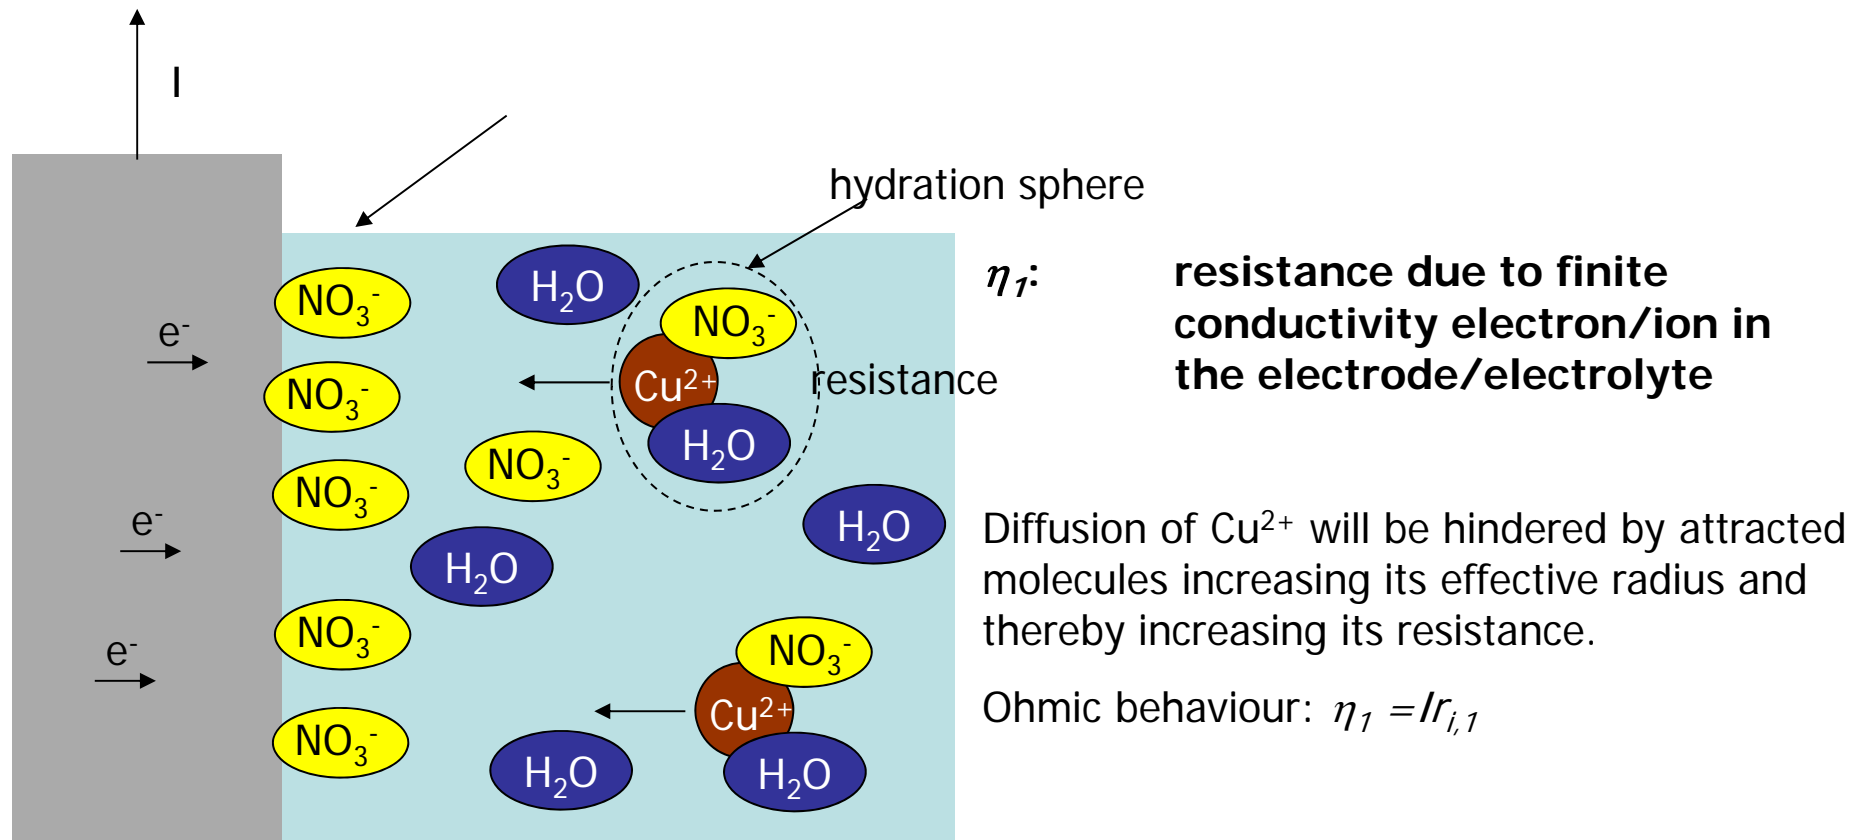 I
hydration sphere
η₁: resistance due to finite
conductivity electron/ion in
the electrode/electrolyte
H₂O
NO₃⁻
NO₃⁻
e⁻
Cu²⁺
resistance
NO₃⁻
H₂O
NO₃⁻
NO₃⁻
H₂O
e⁻
H₂O
Diffusion of Cu²⁺ will be hindered by attracted
molecules increasing its effective radius and
thereby increasing its resistance.
NO₃⁻
e⁻
NO₃⁻
Cu²⁺
Ohmic behaviour: η₁ =Irᵢ,₁
NO₃⁻
H₂O
H₂O